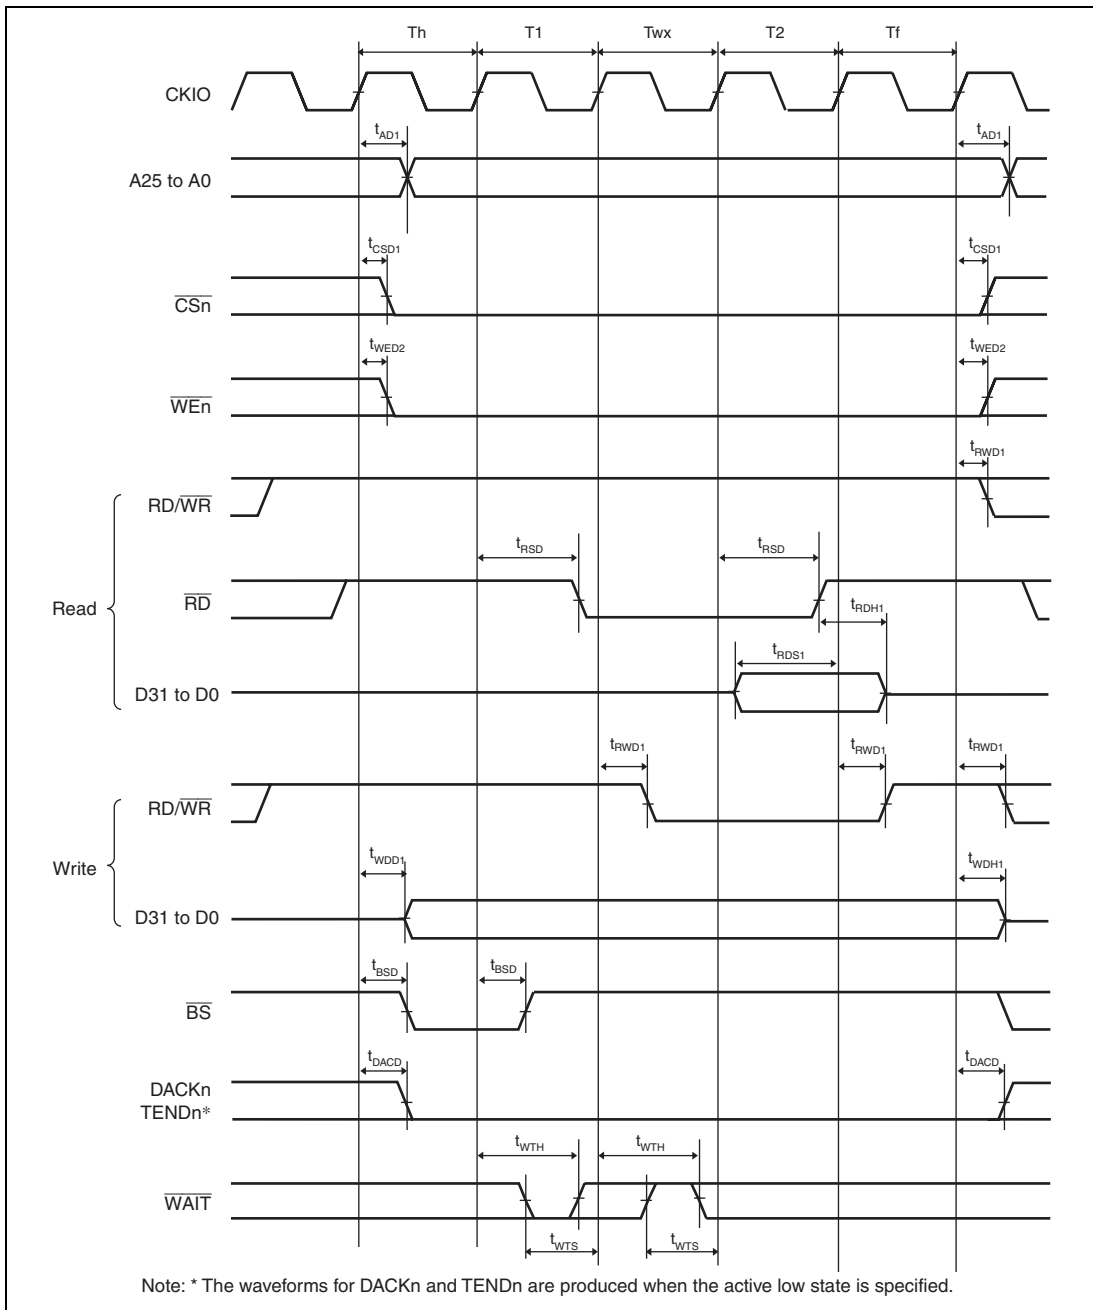 Th T1 Twx T2 Tf
CKIO
tAD1 tAD1
A25 to A0
tCSD1 tCSD1
CSn
tWED2 tWED2
WEn
tRWD1
RD/WR
tRSD tRSD
Read
RD
tRDH1
tRDS1
D31 to D0
tRWD1 tRWD1 tRWD1
RD/WR
Write
tWDD1 tWDH1
D31 to D0
tBSD tBSD
BS
tDACD tDACD
DACKn
TENDn*
tWTH tWTH
WAIT
tWTS tWTS
Note: * The waveforms for DACKn and TENDn are produced when the active low state is specified.